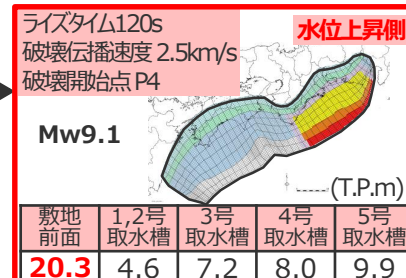 ライズタイム120s
破壊伝播速度 2.5km/s
破壊開始点 P4
水位上昇側
Mw9.1
(T.P.m)
敷地前面 1,2号取水槽 3号取水槽 4号取水槽 5号取水槽
20.3 4.6 7.2 8.0 9.9